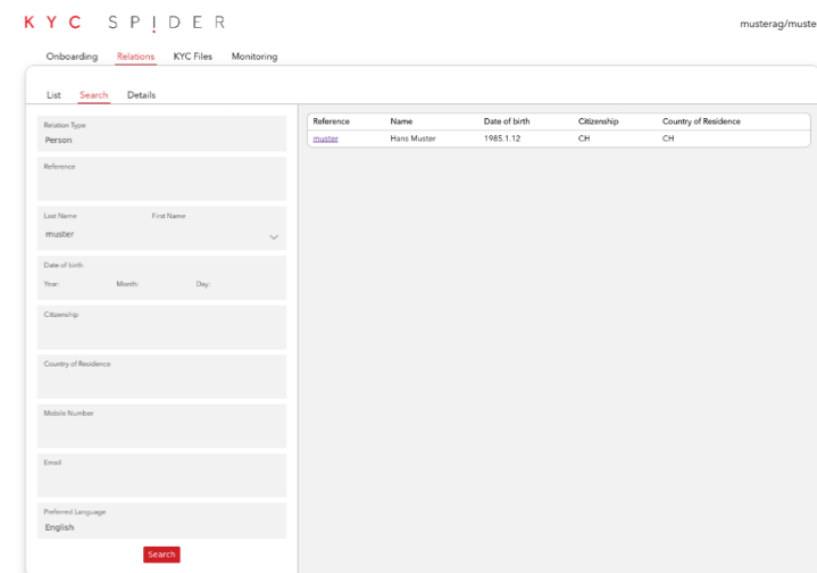 KYC SPIDER
musterag/muste
Onboarding Relations KYC Files Monitoring
List Search Details
Relation Type
Person
Reference
Last Name First Name
muster
Date of birth
Year: Month: Day:
Citizenship
Country of Residence
Mobile Number
Email
Preferred Language
English
Search
Reference Name Date of birth Citizenship Country of Residence
muster Hans Muster 1985.1.12 CH CH